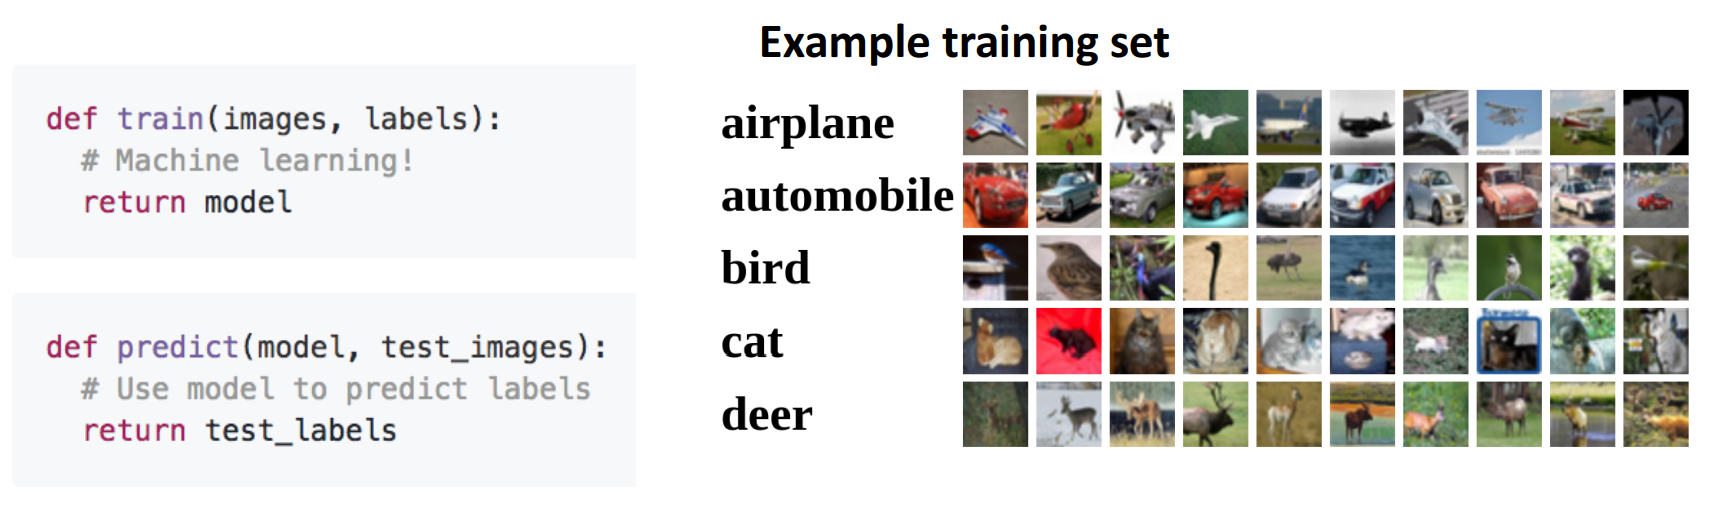 Example training set
def train(images, labels):
# Machine learning!
return model
def predict(model, test_images):
# Use model to predict labels
return test_labels
airplane
automobile
bird
cat
deer